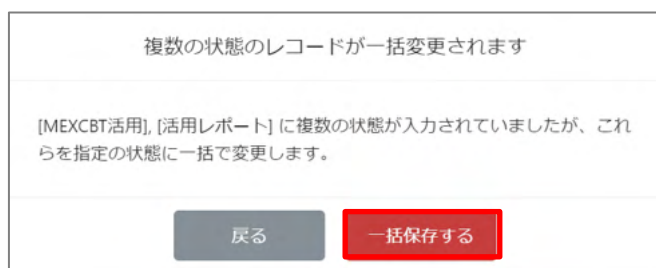 複数の状態のレコードが一括変更されます
[MEXCBT活用], [活用レポート] に複数の状態が入力されていましたが、これ
らを指定の状態に一括で変更します。
戻る
一括保存する